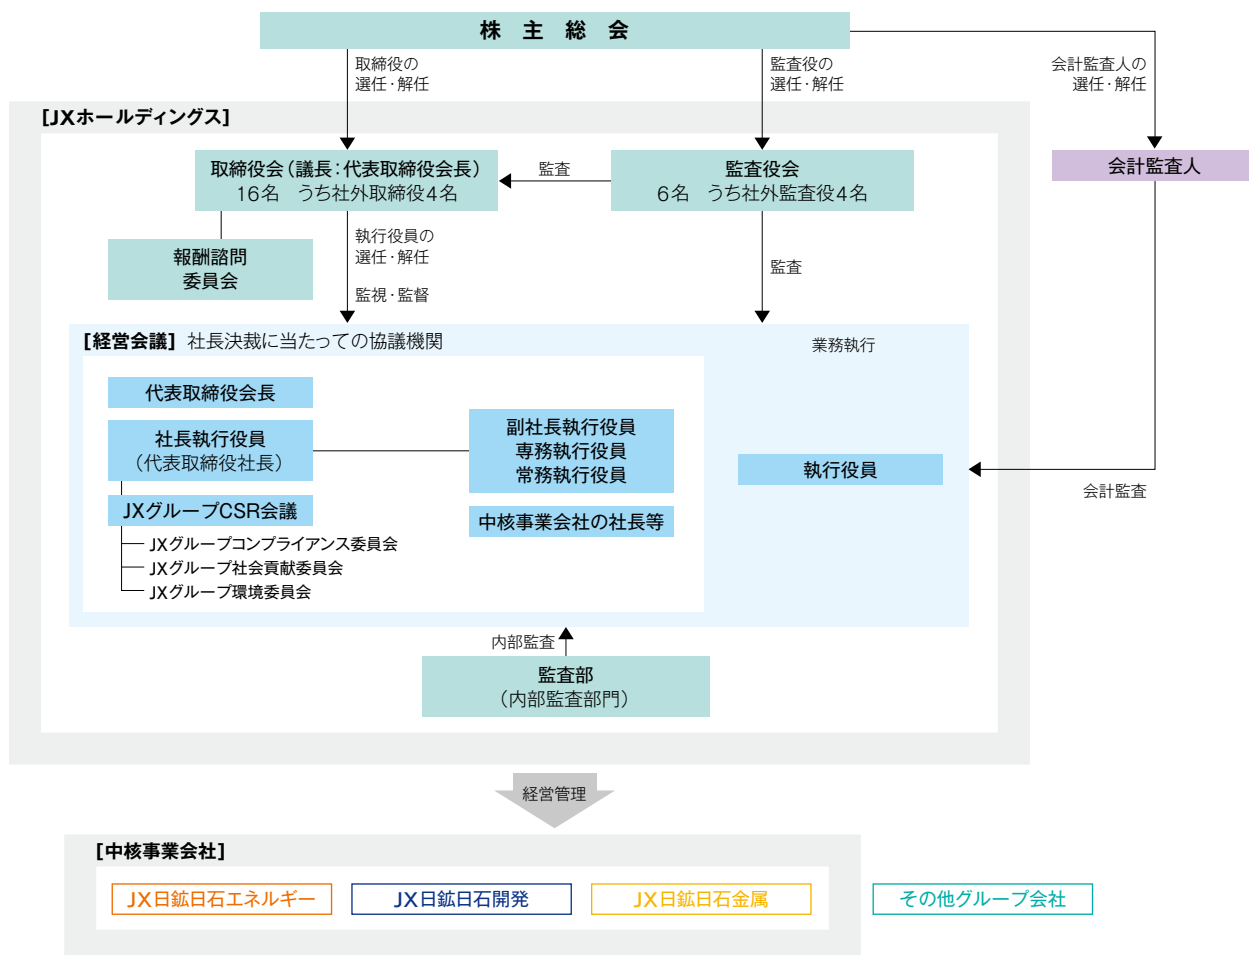 株主総会
取締役の
選任・解任
監査役の
選任・解任
会計監査人の
選任・解任
[JXホールディングス]
取締役会(議長:代表取締役会長)
16名 うち社外取締役4名
監査
監査役会
6名 うち社外監査役4名
会計監査人
報酬諮問
委員会
執行役員の
選任・解任
監視・監督
監査
[経営会議] 社長決裁に当たっての協議機関
業務執行
代表取締役会長
社長執行役員
(代表取締役社長)
副社長執行役員
専務執行役員
常務執行役員
執行役員
会計監査
JXグループCSR会議
中核事業会社の社長等
JXグループコンプライアンス委員会
JXグループ社会貢献委員会
JXグループ環境委員会
内部監査
監査部
(内部監査部門)
経営管理
[中核事業会社]
JX日鉱日石エネルギー
JX日鉱日石開発
JX日鉱日石金属
その他グループ会社